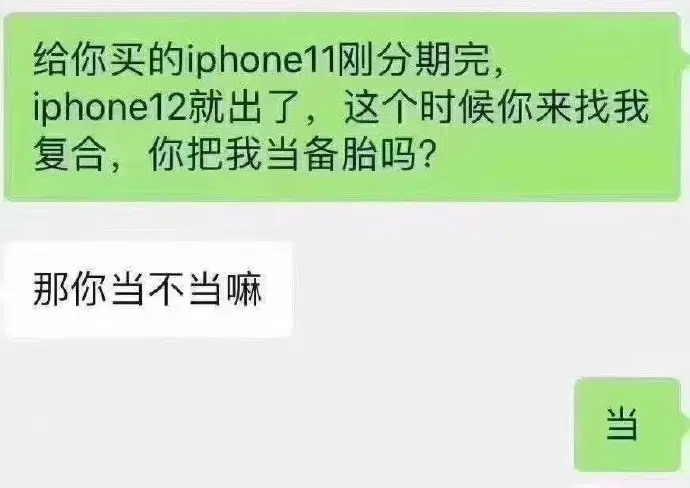 给你买的iphone11刚分期完，
iphone12就出了，这个时候你来找我
复合，你把我当备胎吗？
那你当不当嘛
当